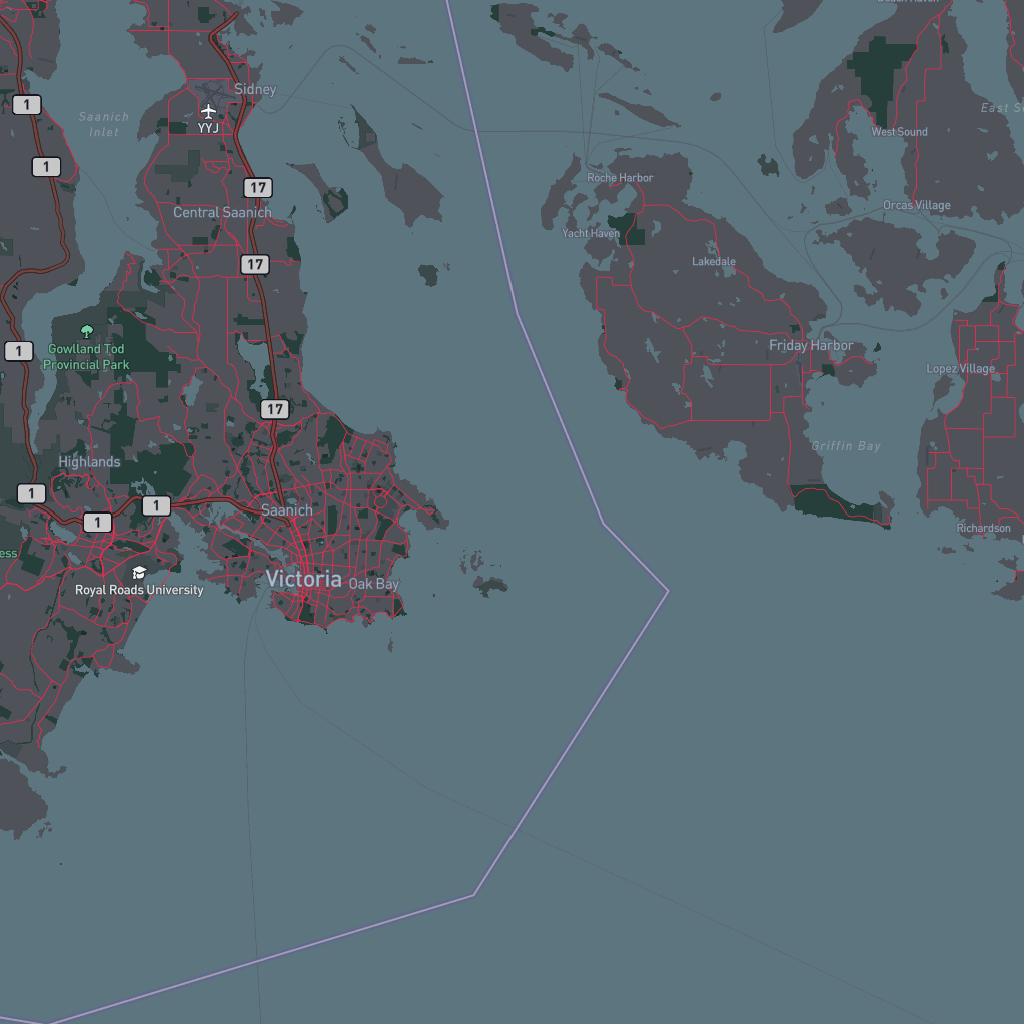 Sidney
1
Saanich
Inlet
YYJ
East S
West Sound
1
Roche Harbor
17
Orcas Village
Central Saanich
Yacht Haven
17
Lakedale
1
Gowlland Tod
Provincial Park
Friday Harbor
Lopez Village
17
Griffin Bay
Highlands
1
1
Saanich
1
Richardson
ess
Victoria
Oak Bay
Royal Roads University